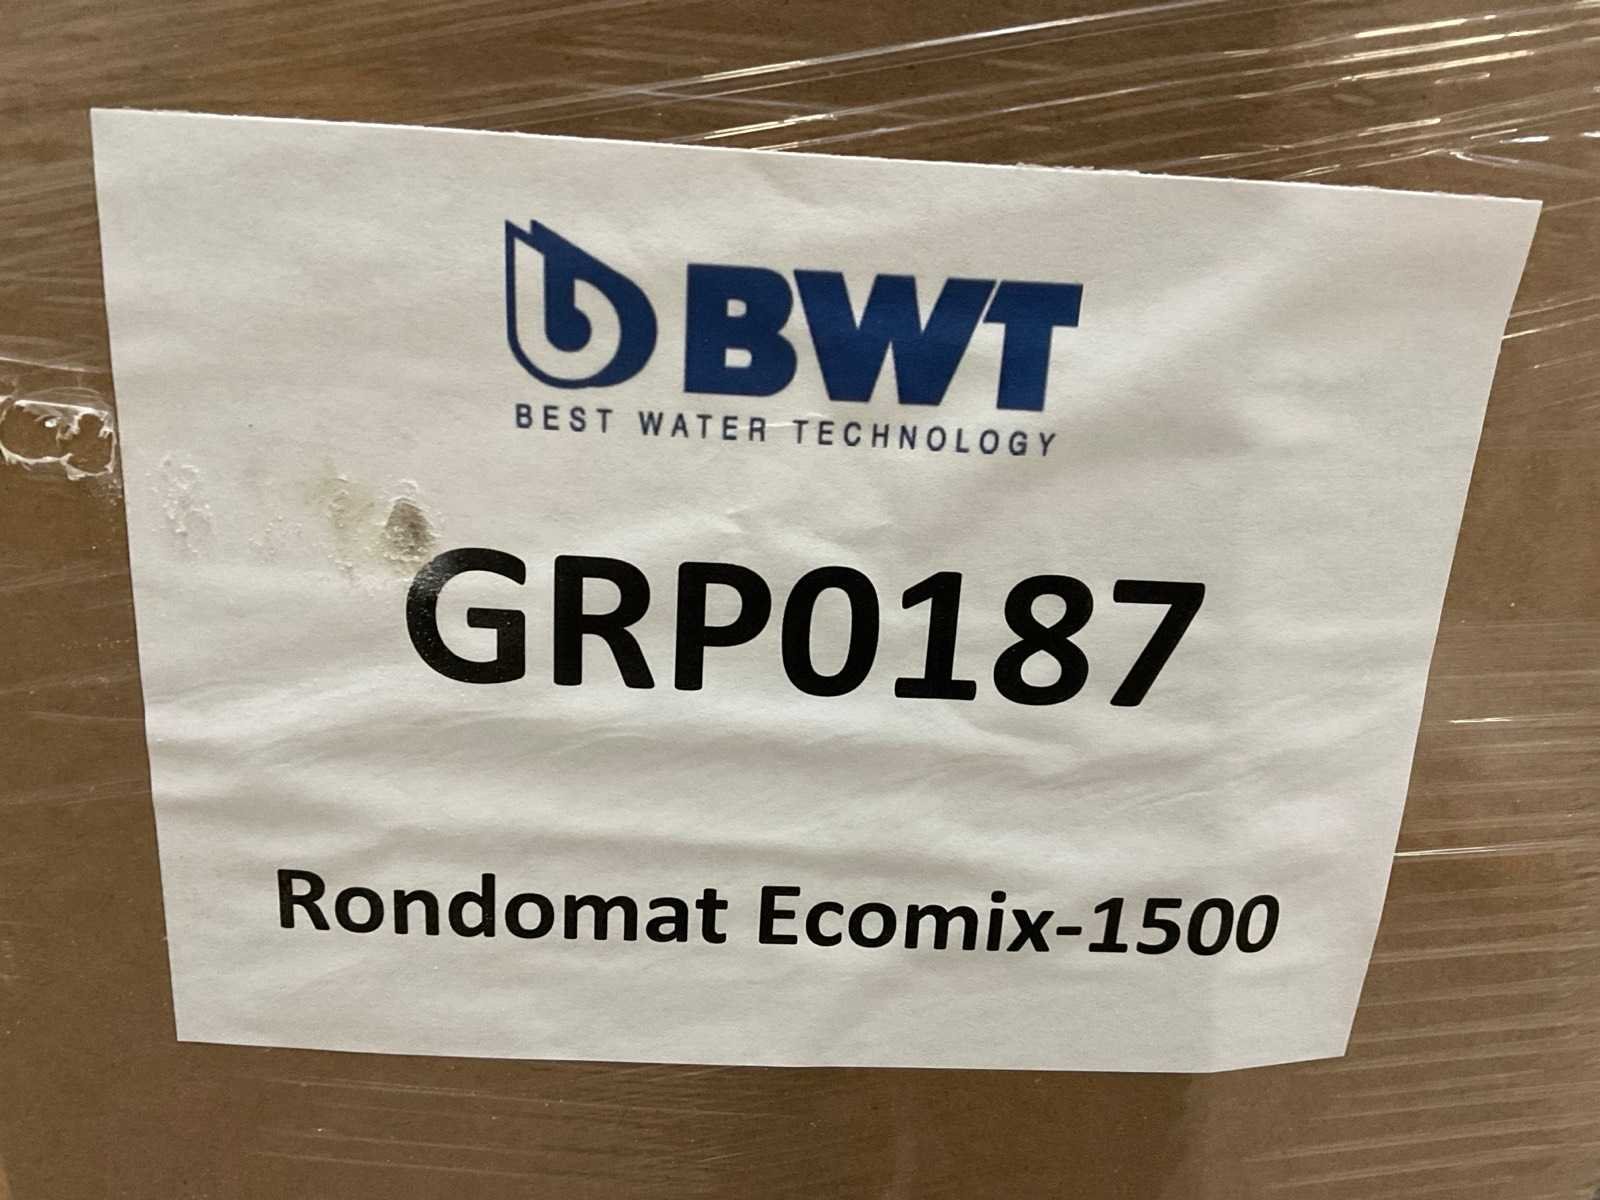 BWT
BEST WATER TECHNOLOGY
GRP0187
Rondomat Ecomix-1500